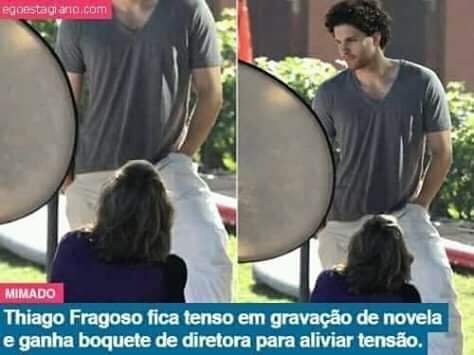 egoestagiario.com
MIMADO
Thiago Fragoso fica tenso em gravação de novela
e ganha boquete de diretora para aliviar tensão.